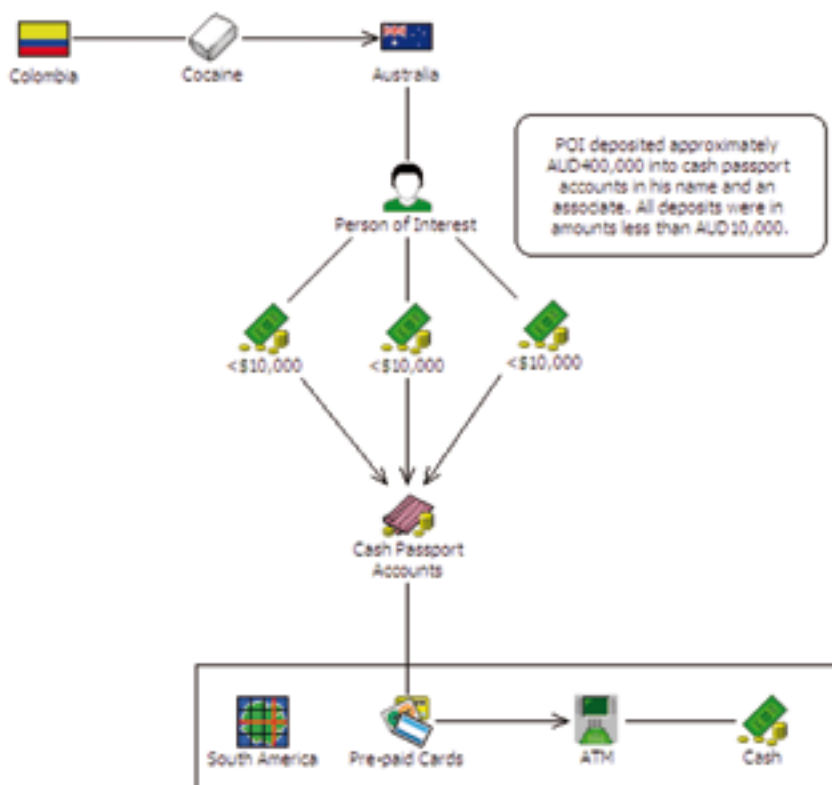 Colombia
Cocaine
Australia
POI deposited approximately
AUD400,000 into cash passport
accounts in his name and an
associate. All deposits were in
amounts less than AUD10,000.
Person of Interest
<$10,000
<$10,000
<$10,000
Cash Passport
Accounts
South America
Pre-paid Cards
ATM
Cash